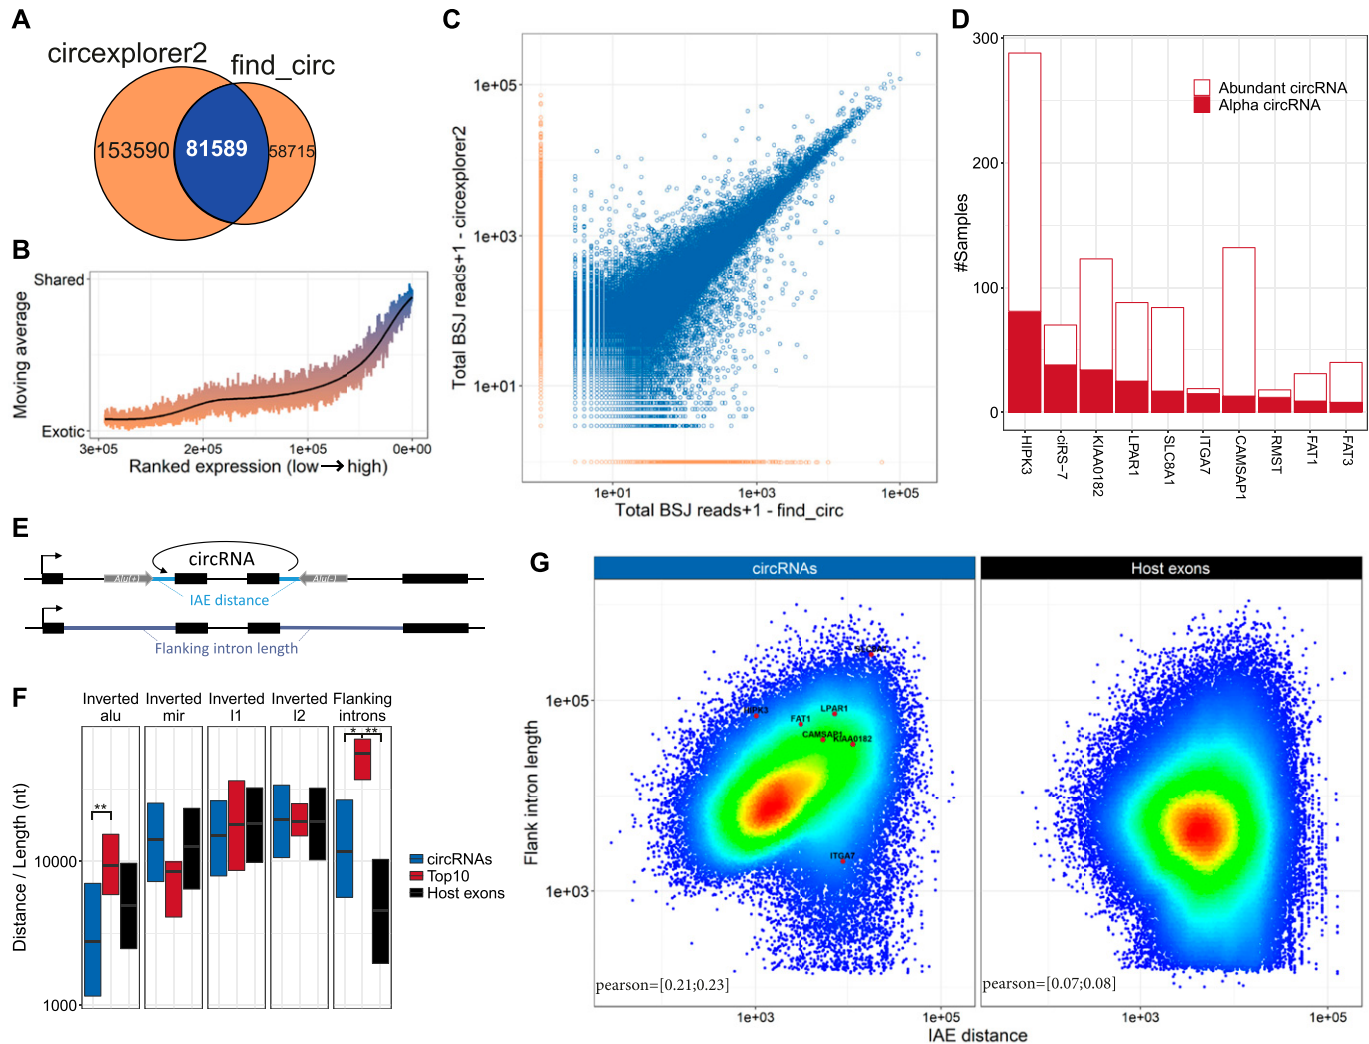 A
circexplorer2
find_circ
153590
81589
58715
B
Shared
Moving average
Exotic
3e+05
2e+05
1e+05
0e+00
Ranked expression (low→high)
C
Total BSJ reads+1 - circexplorer2
1e+05
1e+03
1e+01
1e+01
1e+03
1e+05
Total BSJ reads+1 - find_circ
D
#Samples
300
200
100
0
Abundant circRNA
Alpha circRNA
HIPK3
ciRS−7
KIAA0182
LPAR1
SLC8A1
ITGA7
CAMSAP1
RMST
FAT1
FAT3
E
circRNA
Alu(+)
Alu(-)
IAE distance
Flanking intron length
F
Inverted alu
Inverted mir
Inverted l1
Inverted l2
Flanking introns
Distance / Length (nt)
10000
1000
**
* **
circRNAs
Top10
Host exons
G
circRNAs
Host exons
Flank intron length
1e+05
1e+03
HIPK3
FAT1
LPAR1
CAMSAP1
KIAA0182
ITGA7
pearson=[0.21;0.23]
pearson=[0.07;0.08]
1e+03
1e+05
1e+03
1e+05
IAE distance